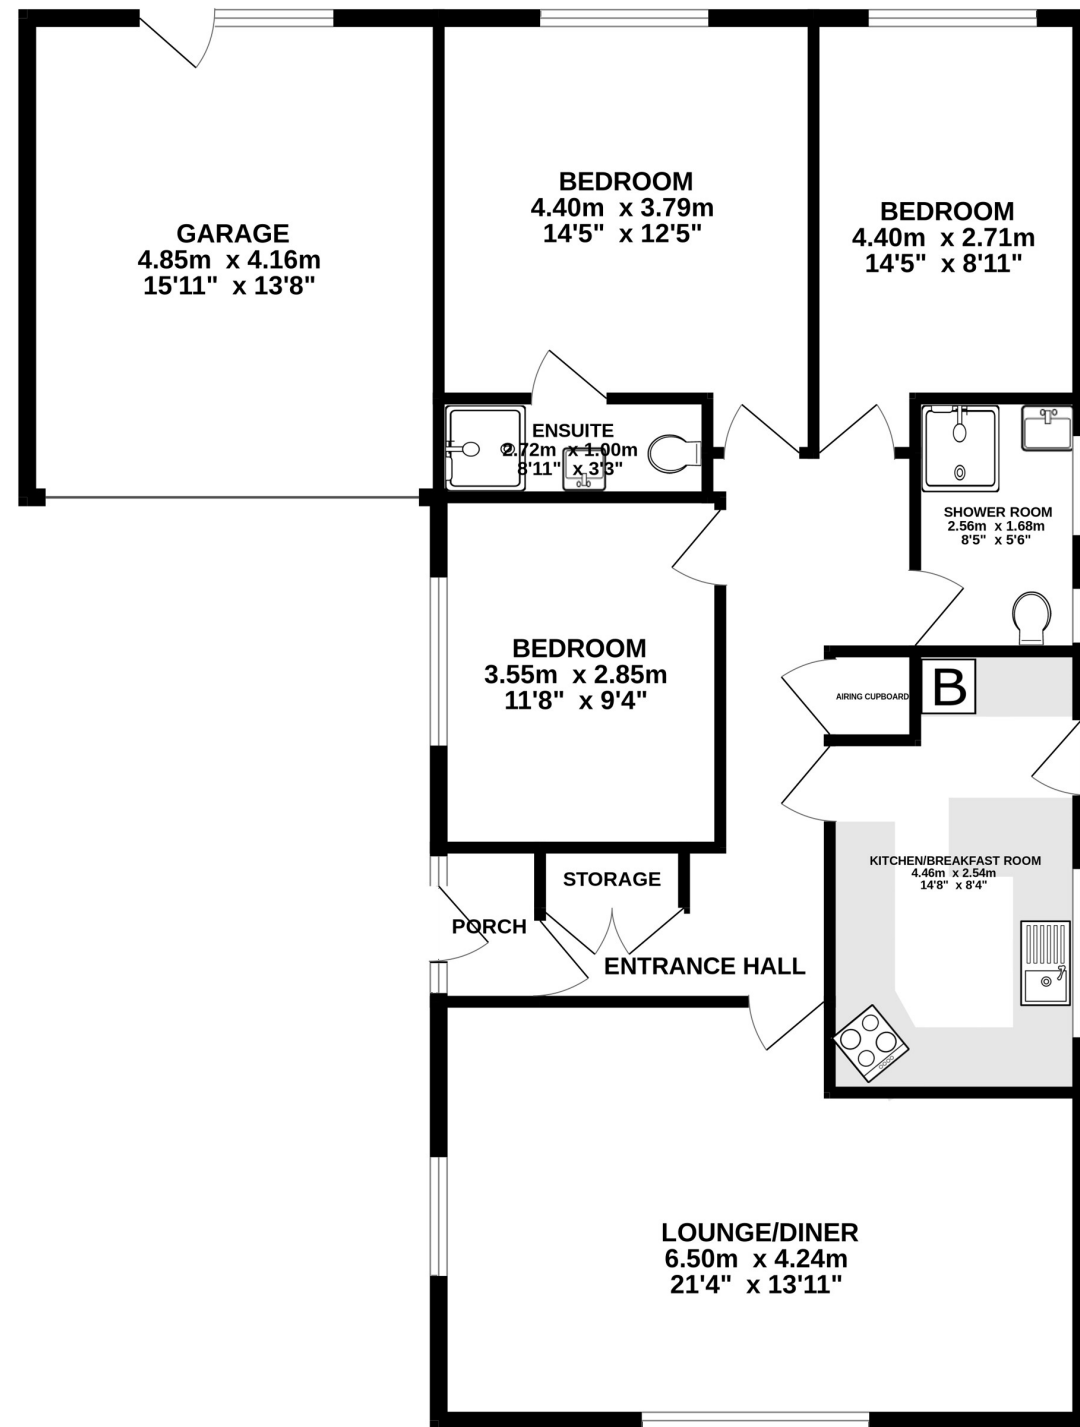 GARAGE
4.85m x 4.16m
15'11" x 13'8"
BEDROOM
4.40m x 3.79m
14'5" x 12'5"
BEDROOM
4.40m x 2.71m
14'5" x 8'11"
ENSUITE
2.72m x 1.00m
8'11" x 3'3"
SHOWER ROOM
2.56m x 1.68m
8'5" x 5'6"
BEDROOM
3.55m x 2.85m
11'8" x 9'4"
AIRING CUPBOARD
B
KITCHEN/BREAKFAST ROOM
4.46m x 2.54m
14'8" x 8'4"
STORAGE
PORCH
ENTRANCE HALL
LOUNGE/DINER
6.50m x 4.24m
21'4" x 13'11"